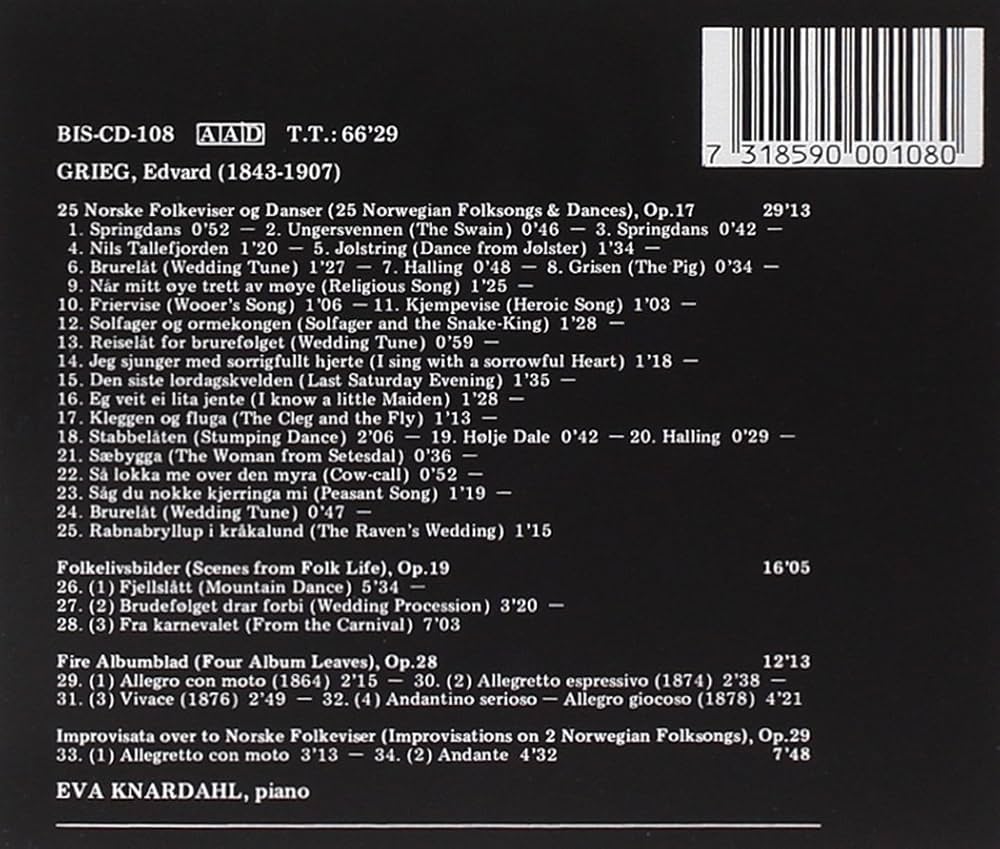 7 318590 001080
BIS-CD-108 AAD T.T.: 66'29
GRIEG, Edvard (1843-1907)
25 Norske Folkeviser og Danser (25 Norwegian Folksongs & Dances), Op.17 29'13
1. Springdans 0'52 — 2. Ungersvennen (The Swain) 0'46 — 3. Springdans 0'42 —
4. Nils Tallefjorden 1'20 — 5. Jølstring (Dance from Jølster) 1'34 —
6. Brurelåt (Wedding Tune) 1'27 — 7. Halling 0'48 — 8. Grisen (The Pig) 0'34 —
9. Når mitt øye trett av møye (Religious Song) 1'25 —
10. Friervise (Wooer's Song) 1'06 — 11. Kjempevise (Heroic Song) 1'03 —
12. Solfager og ormekongen (Solfager and the Snake-King) 1'28 —
13. Reiselåt for brurefølget (Wedding Tune) 0'59 —
14. Jeg sjunger med sorrigfullt hjerte (I sing with a sorrowful Heart) 1'18 —
15. Den siste lørdagskvelden (Last Saturday Evening) 1'35 —
16. Eg veit ei lita jente (I know a little Maiden) 1'28 —
17. Kleggen og fluga (The Cleg and the Fly) 1'13 —
18. Stabbelåten (Stumping Dance) 2'06 — 19. Hølje Dale 0'42 — 20. Halling 0'29 —
21. Sæbygga (The Woman from Setesdal) 0'36 —
22. Så lokka me over den myra (Cow-call) 0'52 —
23. Såg du nokke kjerringa mi (Peasant Song) 1'19 —
24. Brurelåt (Wedding Tune) 0'47 —
25. Rabnabryllup i kråkalund (The Raven's Wedding) 1'15
Folkelivsbilder (Scenes from Folk Life), Op.19 16'05
26. (1) Fjellslått (Mountain Dance) 5'34 —
27. (2) Brudefølget drar forbi (Wedding Procession) 3'20 —
28. (3) Fra karnevalet (From the Carnival) 7'03
Fire Albumblad (Four Album Leaves), Op.28 12'13
29. (1) Allegro con moto (1864) 2'15 — 30. (2) Allegretto espressivo (1874) 2'38 —
31. (3) Vivace (1876) 2'49 — 32. (4) Andantino serioso — Allegro giocoso (1878) 4'21
Improvisata over to Norske Folkeviser (Improvisations on 2 Norwegian Folksongs), Op.29
33. (1) Allegretto con moto 3'13 — 34. (2) Andante 4'32 7'48
EVA KNARDAHL, piano